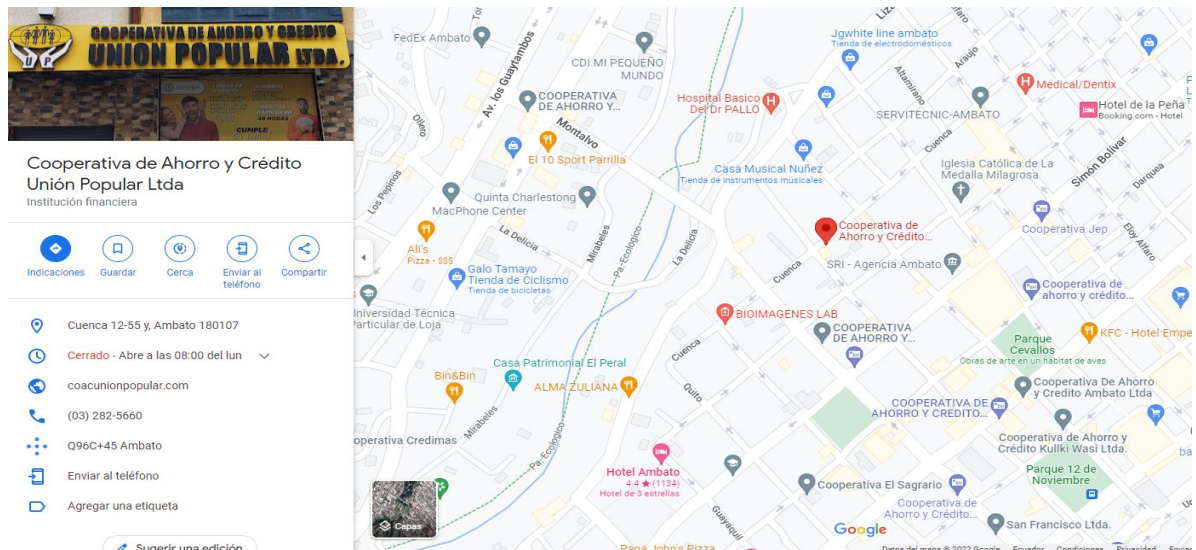 COOPERATIVA DE AHORRO Y CREDITO
UNION POPULAR LTDA.
CUMPLE
Cooperativa de Ahorro y Crédito
Unión Popular Ltda
Institución financiera
Indicaciones
Guardar
Cerca
Enviar al
teléfono
Compartir
Cuenca 12-55 y, Ambato 180107
Cerrado · Abre a las 08:00 del lun
coacunionpopular.com
(03) 282-5660
Q96C+45 Ambato
Enviar al teléfono
Agregar una etiqueta
Sugerir una edición
FedEx Ambato
CDI MI PEQUEÑO
MUNDO
Av. los Guaytambos
COOPERATIVA
DE AHORRO Y...
Montalvo
Ollero
El 10 Sport Parrilla
Los Pepinos
Quinta Charlestong
MacPhone Center
Ali's
Pizza - $$$
La Delicia
Mirabeles
Pa. Ecologico
La Delicia
Galo Tamayo
Tienda de Ciclismo
Tienda de bicicletas
Universidad Técnica
Particular de Loja
Casa Patrimonial El Peral
Bin&Bin
ALMA ZULIANA
Mirabeles
Pa. Ecologico
Cooperativa Credimas
Hotel Ambato
4.4 ★ (1134)
Hotel de 3 estrellas
Capas
Papa John's Pizza
Guayaquil
Jgwhite line ambato
Tienda de electrodomésticos
Hospital Basico
Del Dr PALLO
Casa Musical Nuñez
Tienda de instrumentos musicales
Altamirano
Araujo
Alfaro
Medical/Dentix
Hotel de la Peña
Booking.com - Hotel
SERVITECNIC-AMBATO
Cuenca
Iglesia Católica de La
Medalla Milagrosa
Simón Bolívar
Darquea
Cooperativa de
Ahorro y Crédito...
Cooperativa Jep
Eloy Alfaro
Cuenca
SRI - Agencia Ambato
Cooperativa de
ahorro y crédito...
BIOIMAGENES LAB
COOPERATIVA
DE AHORRO Y...
Cuenca
Quito
Parque
Cevallos
Obras de arte en un hábitat de aves
KFC - Hotel Empe
Cooperativa De Ahorro
y Credito Ambato Ltda
COOPERATIVA DE
AHORRO Y CREDITO...
Cooperativa de Ahorro y
Crédito Kullki Wasi Ltda.
Parque 12 de
Noviembre
Cooperativa El Sagrario
Cooperativa de
Ahorro y Crédito...
San Francisco Ltda.
Google
Datos del mapa © 2022 Google Ecuador Condiciones Privacidad